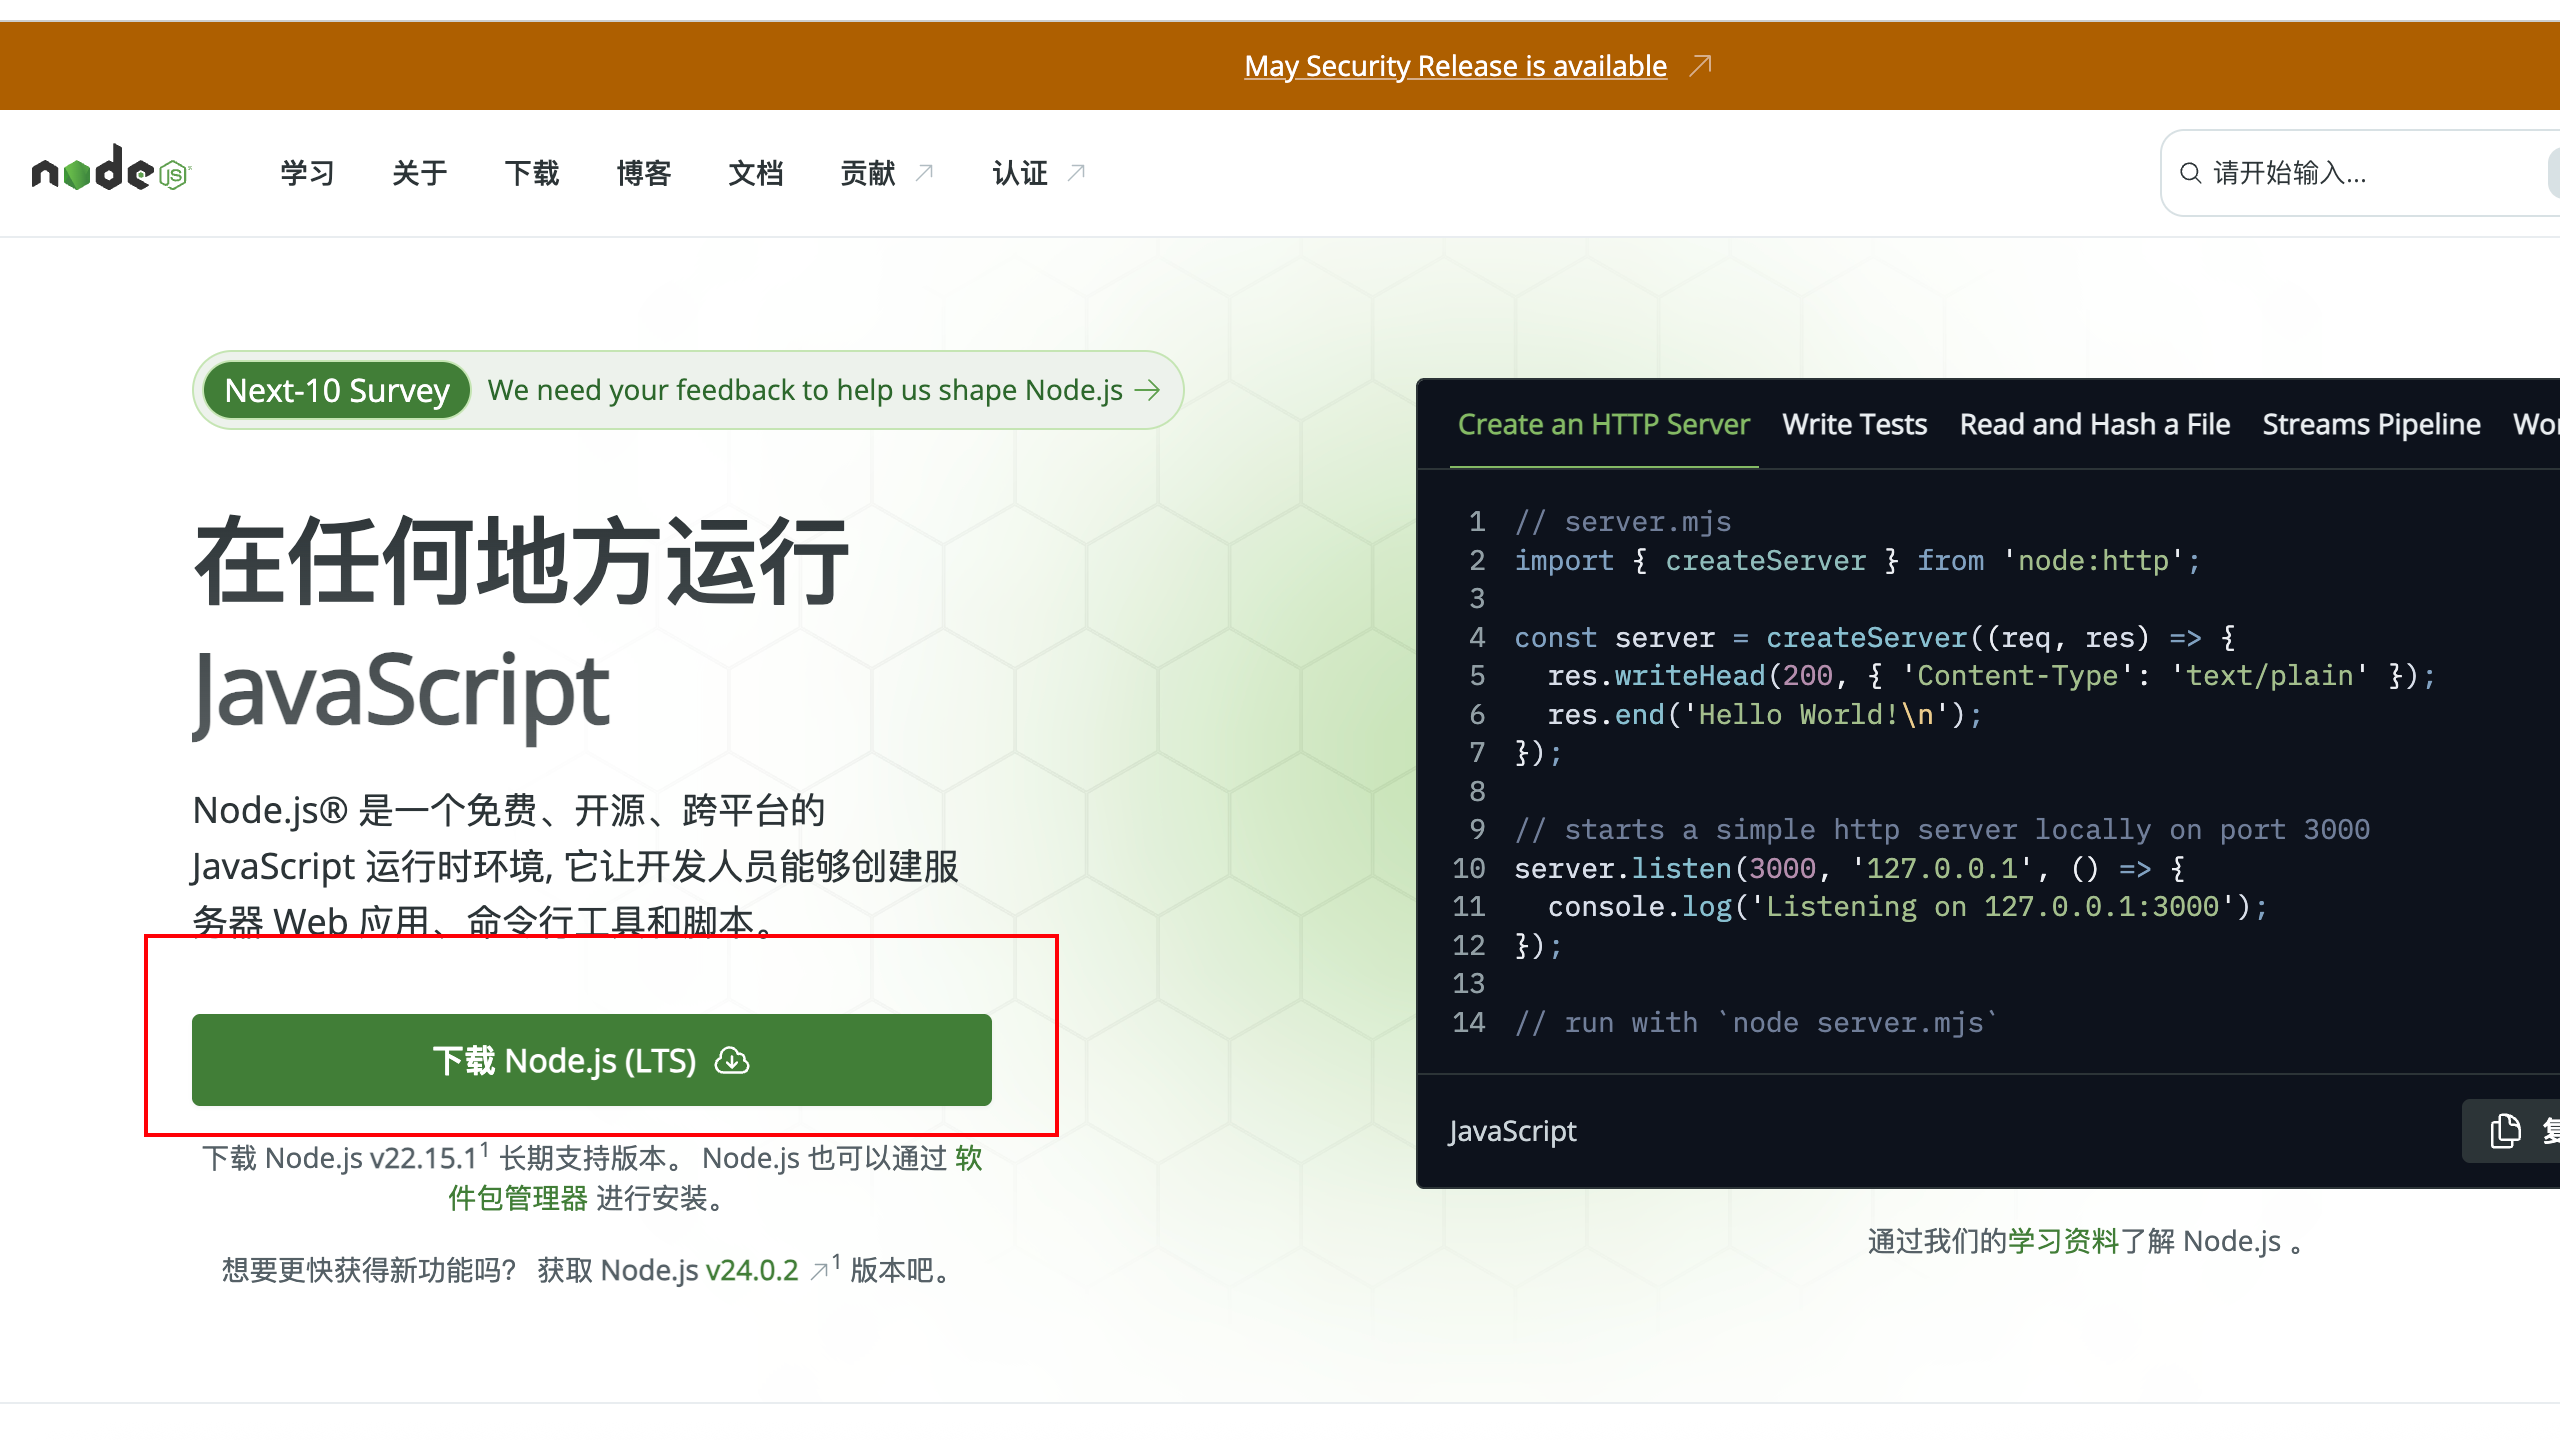 May Security Release is available
node JS
学习 关于 下载 博客 文档 贡献 认证
请开始输入...
Next-10 Survey We need your feedback to help us shape Node.js
在任何地方运行
JavaScript
Node.js® 是一个免费、开源、跨平台的
JavaScript 运行时环境, 它让开发人员能够创建服
务器 Web 应用、命令行工具和脚本。
下载 Node.js (LTS)
下载 Node.js v22.15.1¹ 长期支持版本。 Node.js 也可以通过 软
件包管理器 进行安装。
想要更快获得新功能吗? 获取 Node.js v24.0.2 ¹ 版本吧。
Create an HTTP Server Write Tests Read and Hash a File Streams Pipeline
1 // server.mjs
2 import { createServer } from 'node:http';
3
4 const server = createServer((req, res) => {
5   res.writeHead(200, { 'Content-Type': 'text/plain' });
6   res.end('Hello World!\n');
7 });
8
9 // starts a simple http server locally on port 3000
10 server.listen(3000, '127.0.0.1', () => {
11   console.log('Listening on 127.0.0.1:3000');
12 });
13
14 // run with `node server.mjs`
JavaScript
通过我们的学习资料了解 Node.js 。